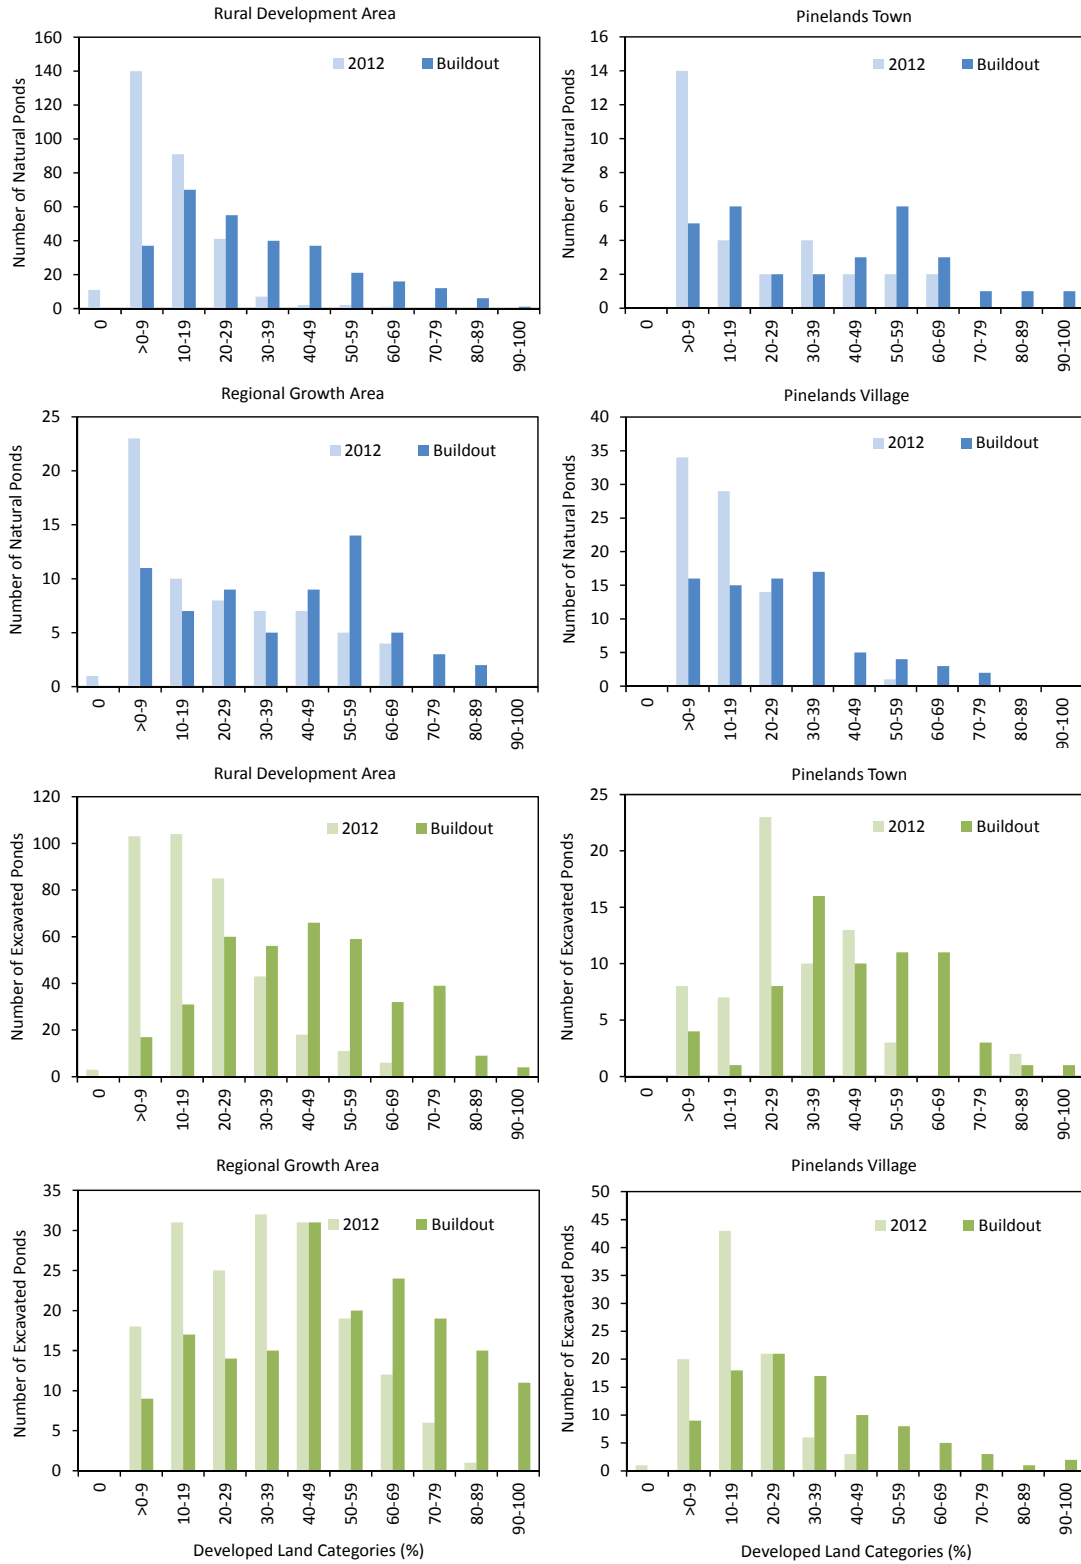 Rural Development Area
Number of Natural Ponds
160
140
120
100
80
60
40
20
0
2012 Buildout
0 >0-9 10-19 20-29 30-39 40-49 50-59 60-69 70-79 80-89 90-100
Pinelands Town
Number of Natural Ponds
16
14
12
10
8
6
4
2
0
2012 Buildout
0 >0-9 10-19 20-29 30-39 40-49 50-59 60-69 70-79 80-89 90-100
Regional Growth Area
Number of Natural Ponds
25
20
15
10
5
0
2012 Buildout
0 >0-9 10-19 20-29 30-39 40-49 50-59 60-69 70-79 80-89 90-100
Pinelands Village
Number of Natural Ponds
40
35
30
25
20
15
10
5
0
2012 Buildout
0 >0-9 10-19 20-29 30-39 40-49 50-59 60-69 70-79 80-89 90-100
Rural Development Area
Number of Excavated Ponds
120
100
80
60
40
20
0
2012 Buildout
0 >0-9 10-19 20-29 30-39 40-49 50-59 60-69 70-79 80-89 90-100
Pinelands Town
Number of Excavated Ponds
25
20
15
10
5
0
2012 Buildout
0 >0-9 10-19 20-29 30-39 40-49 50-59 60-69 70-79 80-89 90-100
Regional Growth Area
Number of Excavated Ponds
35
30
25
20
15
10
5
0
2012 Buildout
0 >0-9 10-19 20-29 30-39 40-49 50-59 60-69 70-79 80-89 90-100
Developed Land Categories (%)
Pinelands Village
Number of Excavated Ponds
50
45
40
35
30
25
20
15
10
5
0
2012 Buildout
0 >0-9 10-19 20-29 30-39 40-49 50-59 60-69 70-79 80-89 90-100
Developed Land Categories (%)